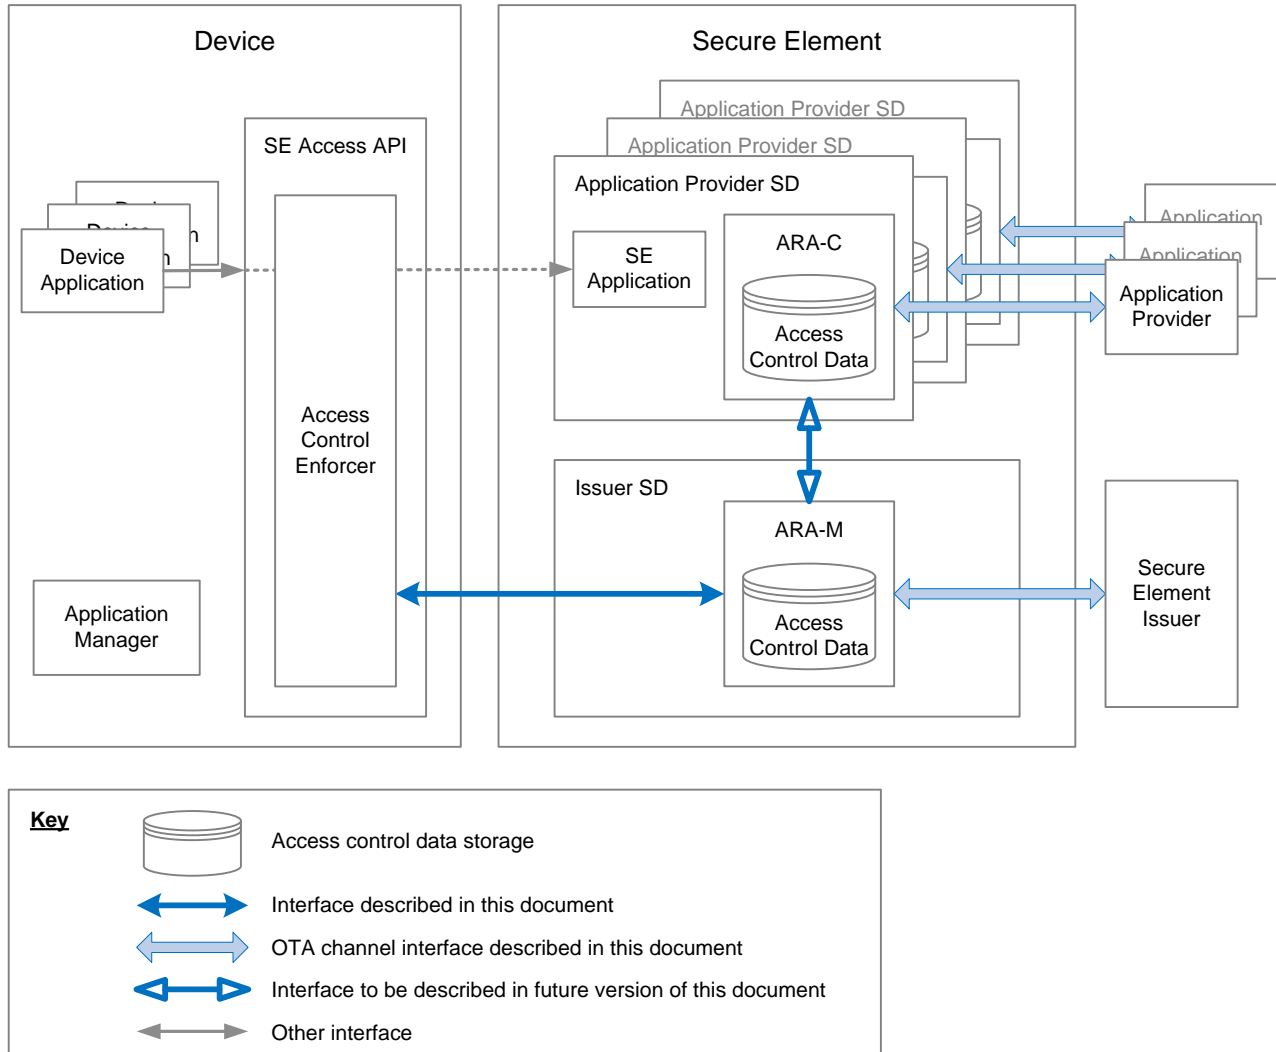 Device
Secure Element
SE Access API
Application Provider SD
Application Provider SD
Application Provider SD
Device
Application
SE
Application
ARA-C
Access
Control Data
Application
Application
Application
Provider
Access
Control
Enforcer
Issuer SD
ARA-M
Access
Control Data
Secure
Element
Issuer
Application
Manager
Key
Access control data storage
Interface described in this document
OTA channel interface described in this document
Interface to be described in future version of this document
Other interface